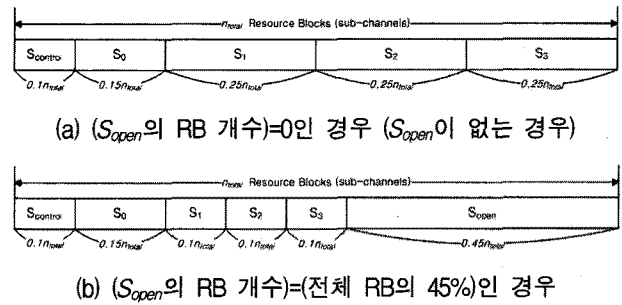 n_total Resource Blocks (sub-channels)
S_control S_0 S_1 S_2 S_3
0.1n_total 0.15n_total 0.25n_total 0.25n_total 0.25n_total
(a) (S_open의 RB 개수)=0인 경우 (S_open이 없는 경우)
n_total Resource Blocks (sub-channels)
S_control S_0 S_1 S_2 S_3 S_open
0.1n_total 0.15n_total 0.1n_total 0.1n_total 0.1n_total 0.45n_total
(b) (S_open의 RB 개수)=(전체 RB의 45%)인 경우